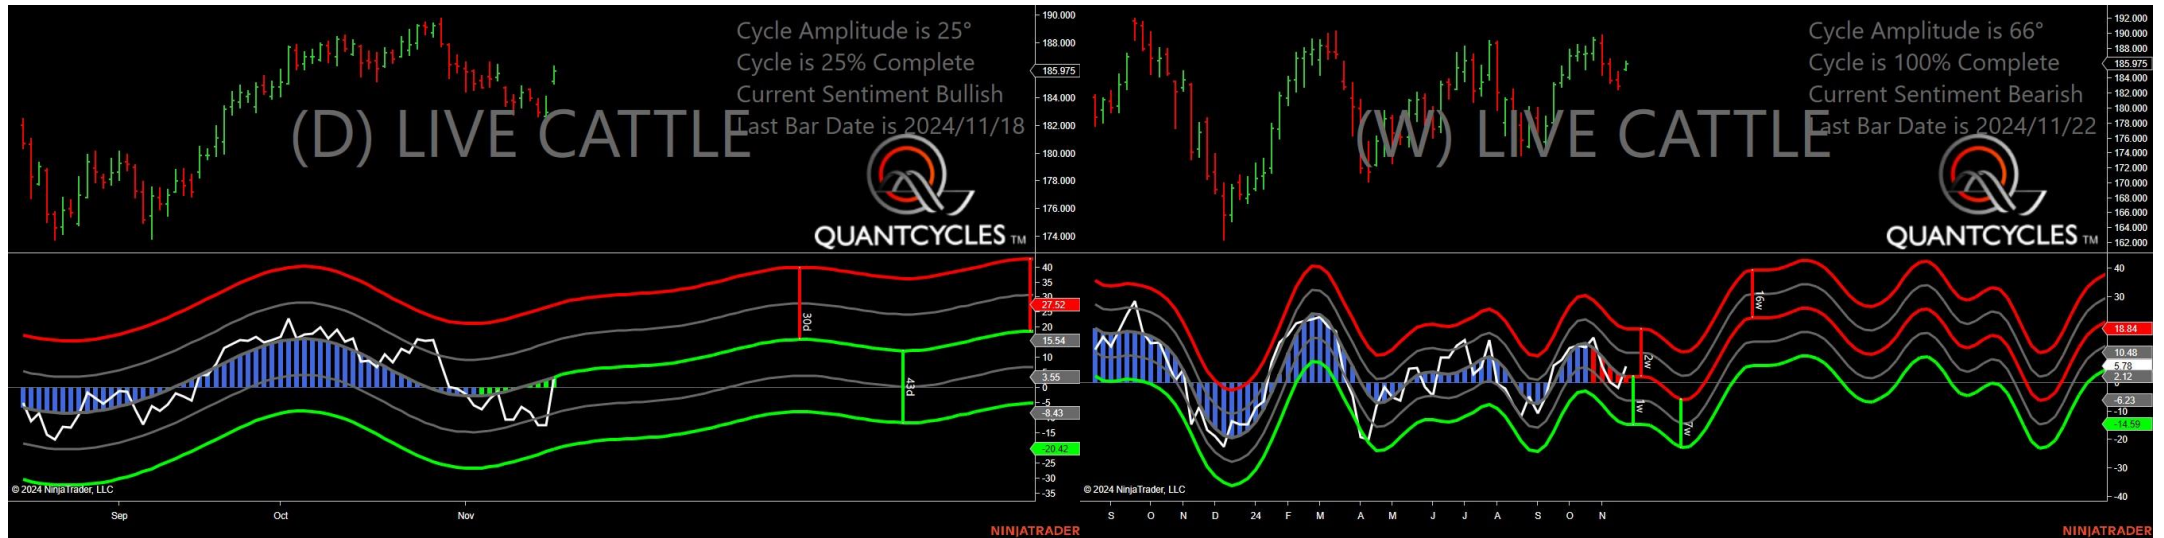 Cycle Amplitude is 25°
Cycle is 25% Complete
Current Sentiment Bullish
Last Bar Date is 2024/11/18
(D) LIVE CATTLE
QUANTCYCLES TM
190.000
188.000
185.975
184.000
182.000
180.000
178.000
176.000
174.000
40
35
30
27.52
25
20
15.54
10
3.55
0
-5
-8.43
-15
-20.42
-25
-30
-35
30d
43d
© 2024 NinjaTrader, LLC
Sep Oct Nov
NINJATRADER
Cycle Amplitude is 66°
Cycle is 100% Complete
Current Sentiment Bearish
Last Bar Date is 2024/11/22
(W) LIVE CATTLE
QUANTCYCLES TM
192.000
190.000
188.000
185.975
184.000
182.000
180.000
178.000
176.000
174.000
172.000
170.000
168.000
166.000
164.000
162.000
40
30
18.84
10.48
5.78
2.12
-6.23
-10
-14.59
-20
-30
-40
16w
2w
1w
7w
© 2024 NinjaTrader, LLC
S O N D 24 F M A M J J A S O N
NINJATRADER